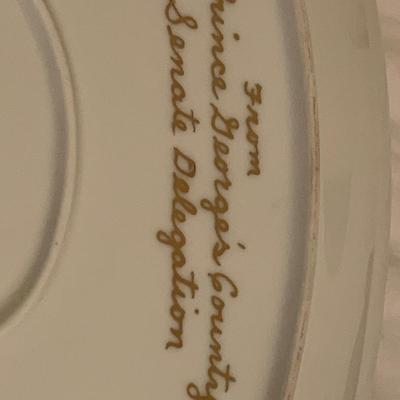 From
Prince George's County
Senate Delegation